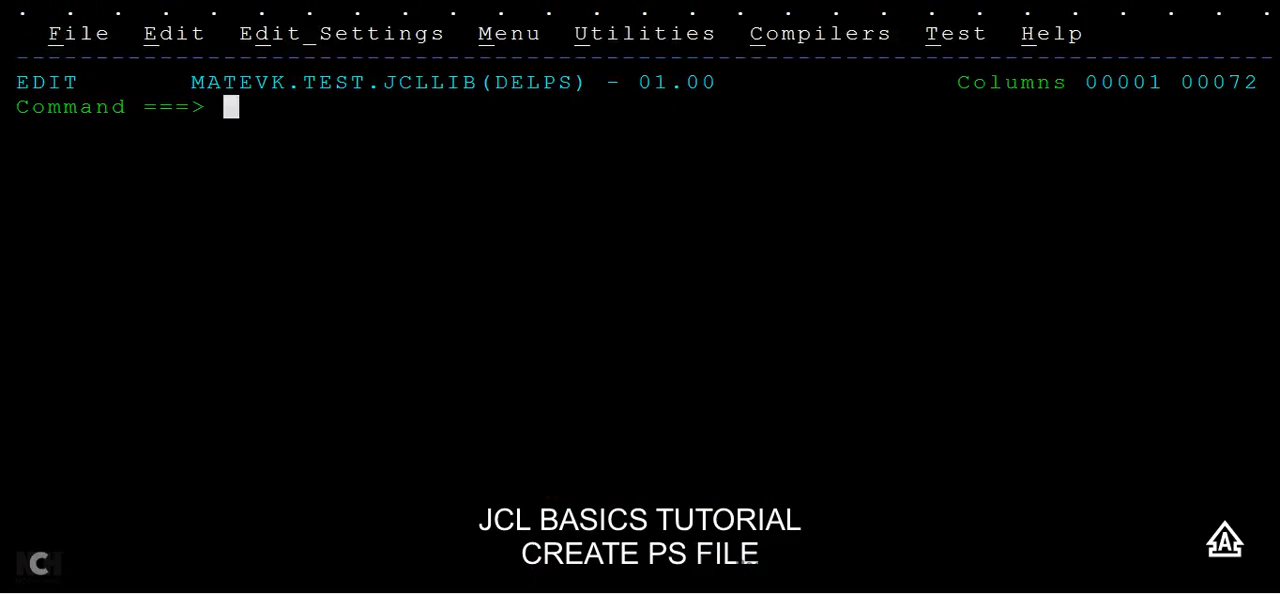 File Edit Edit_Settings Menu Utilities Compilers Test Help
EDIT MATEVK.TEST.JCLLIB(DELPS) - 01.00 Columns 00001 00072
Command ===>
JCL BASICS TUTORIAL
CREATE PS FILE
A